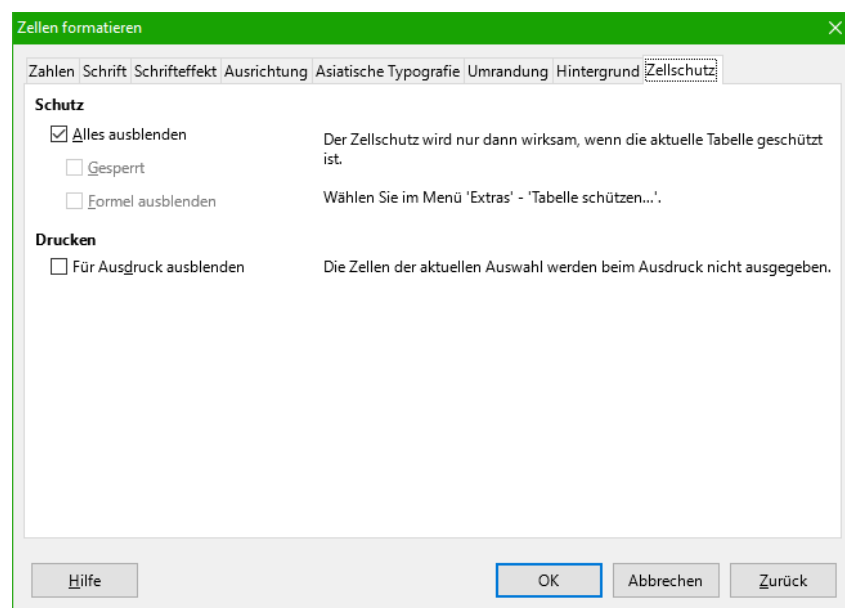 Zellen formatieren
Zahlen Schrift Schrifteffekt Ausrichtung Asiatische Typografie Umrandung Hintergrund Zellschutz
Schutz
Alles ausblenden
Gesperrt
Formel ausblenden
Der Zellschutz wird nur dann wirksam, wenn die aktuelle Tabelle geschützt
ist.
Wählen Sie im Menü 'Extras' - 'Tabelle schützen...'.
Drucken
Für Ausdruck ausblenden
Die Zellen der aktuellen Auswahl werden beim Ausdruck nicht ausgegeben.
Hilfe
OK
Abbrechen
Zurück